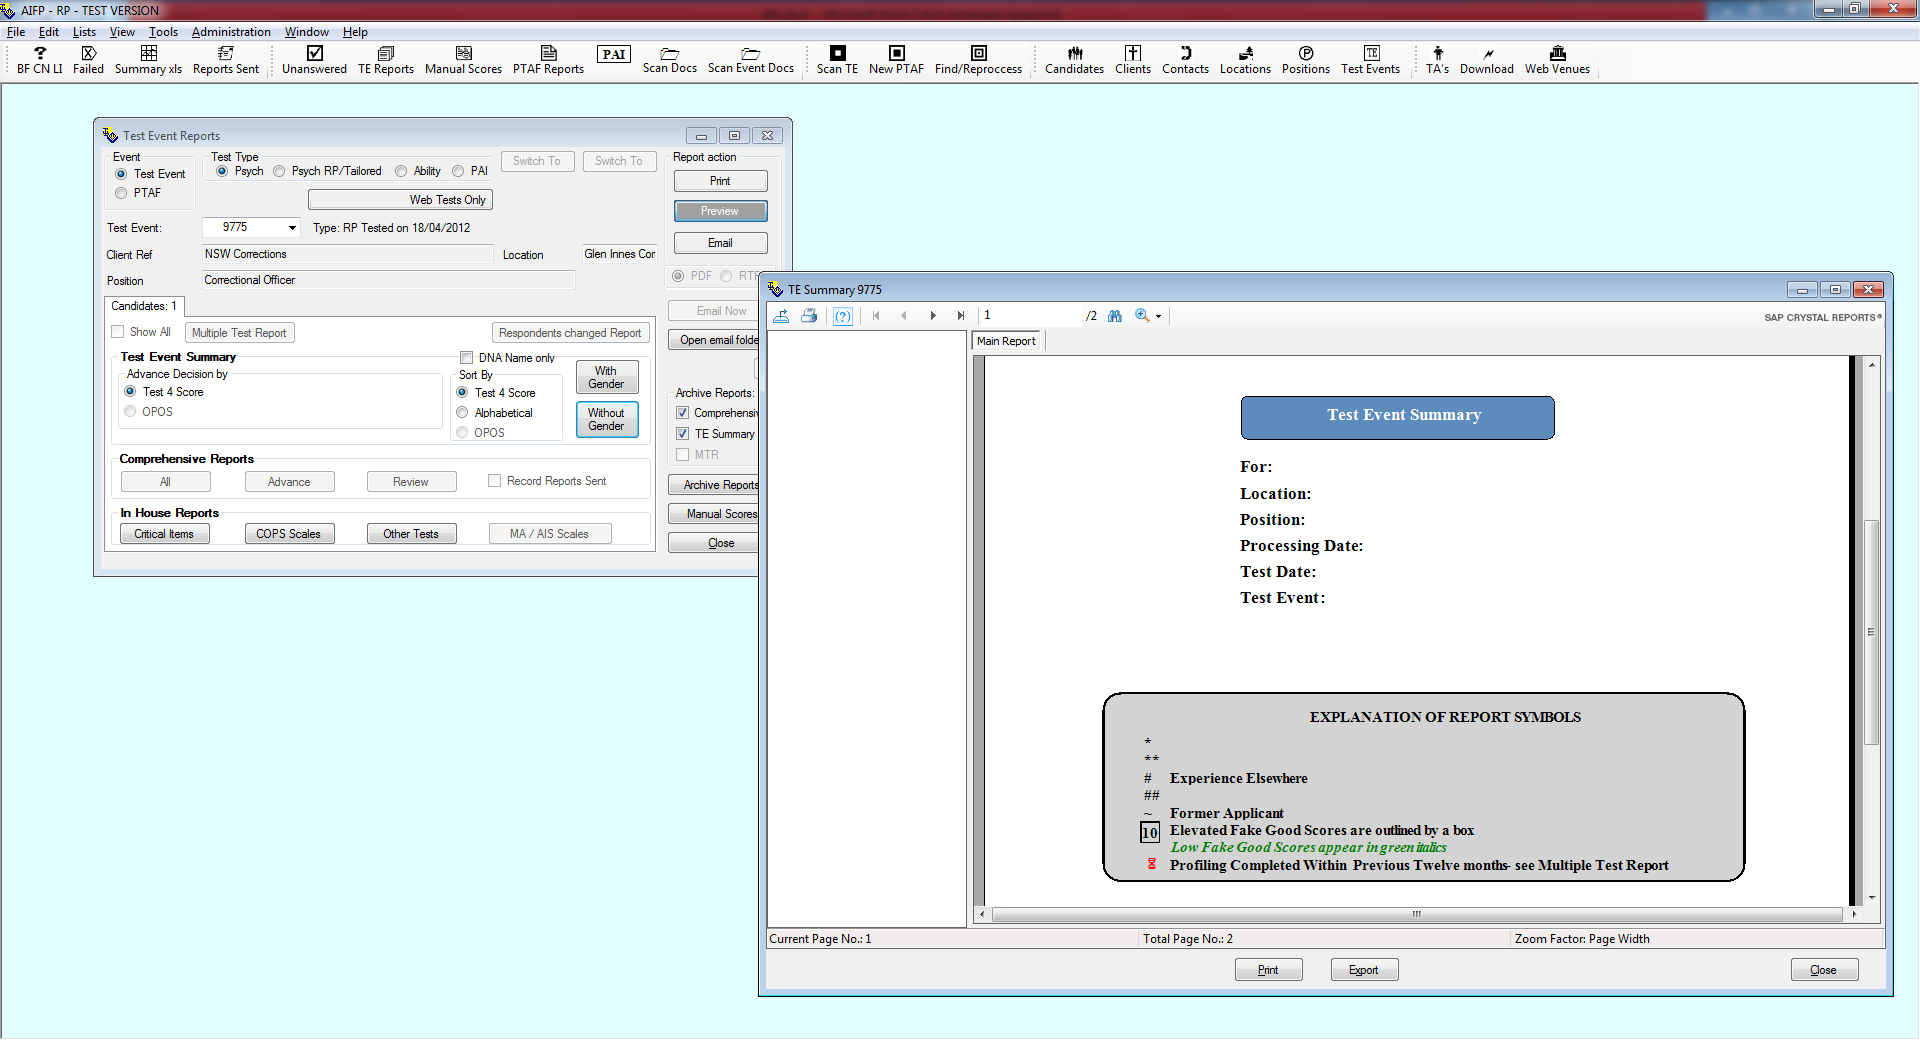 AIFP - RP - TEST VERSION
File Edit Lists View Tools Administration Window Help
BF CN LI Failed Summary xls Reports Sent Unanswered TE Reports Manual Scores PTAF Reports PAI Scan Docs Scan Event Docs Scan TE New PTAF Find/Reproccess Candidates Clients Contacts Locations Positions Test Events TA's Download Web Venues
Test Event Reports
Event
Test Event
PTAF
Test Type
Psych Psych RP/Tailored Ability PAI
Switch To Switch To
Web Tests Only
Test Event: 9775 Type: RP Tested on 18/04/2012
Client Ref NSW Corrections Location Glen Innes Cor
Position Correctional Officer
Candidates: 1
Show All Multiple Test Report Respondents changed Report
Test Event Summary
Advance Decision by
Test 4 Score
OPOS
DNA Name only
Sort By
Test 4 Score
Alphabetical
OPOS
With Gender
Without Gender
Comprehensive Reports
All Advance Review Record Reports Sent
In House Reports
Critical Items COPS Scales Other Tests MA / AIS Scales
Report action
Print
Preview
Email
PDF RTF
Email Now
Open email folde
Archive Reports:
Comprehensiv
TE Summary
MTR
Archive Reports
Manual Scores
Close
TE Summary 9775
1 /2
SAP CRYSTAL REPORTS®
Main Report
Test Event Summary
For:
Location:
Position:
Processing Date:
Test Date:
Test Event:
EXPLANATION OF REPORT SYMBOLS
*
**
# Experience Elsewhere
##
~ Former Applicant
10 Elevated Fake Good Scores are outlined by a box
Low Fake Good Scores appear in green italics
Profiling Completed Within Previous Twelve months- see Multiple Test Report
Current Page No.: 1 Total Page No.: 2 Zoom Factor: Page Width
Print Export Close